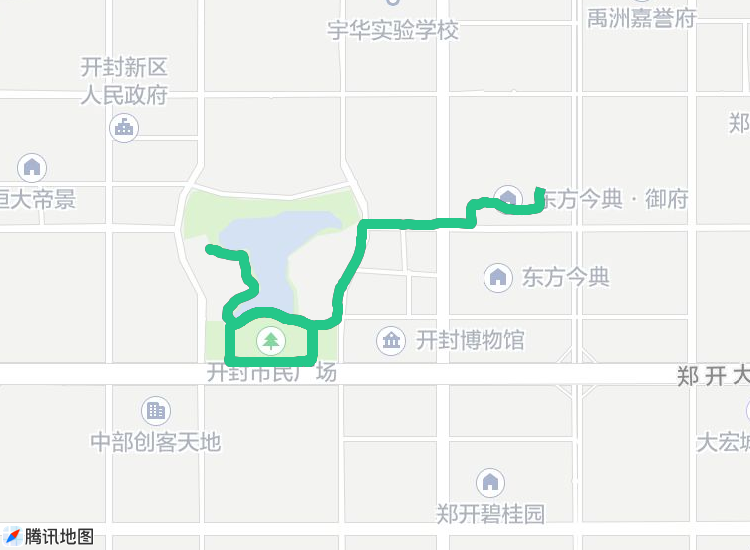 禹洲嘉誉府
宇华实验学校
开封新区
人民政府
郑
恒大帝景
东方今典·御府
东方今典
开封博物馆
开封市民广场
郑开大
中部创客天地
大宏城
郑开碧桂园
腾讯地图